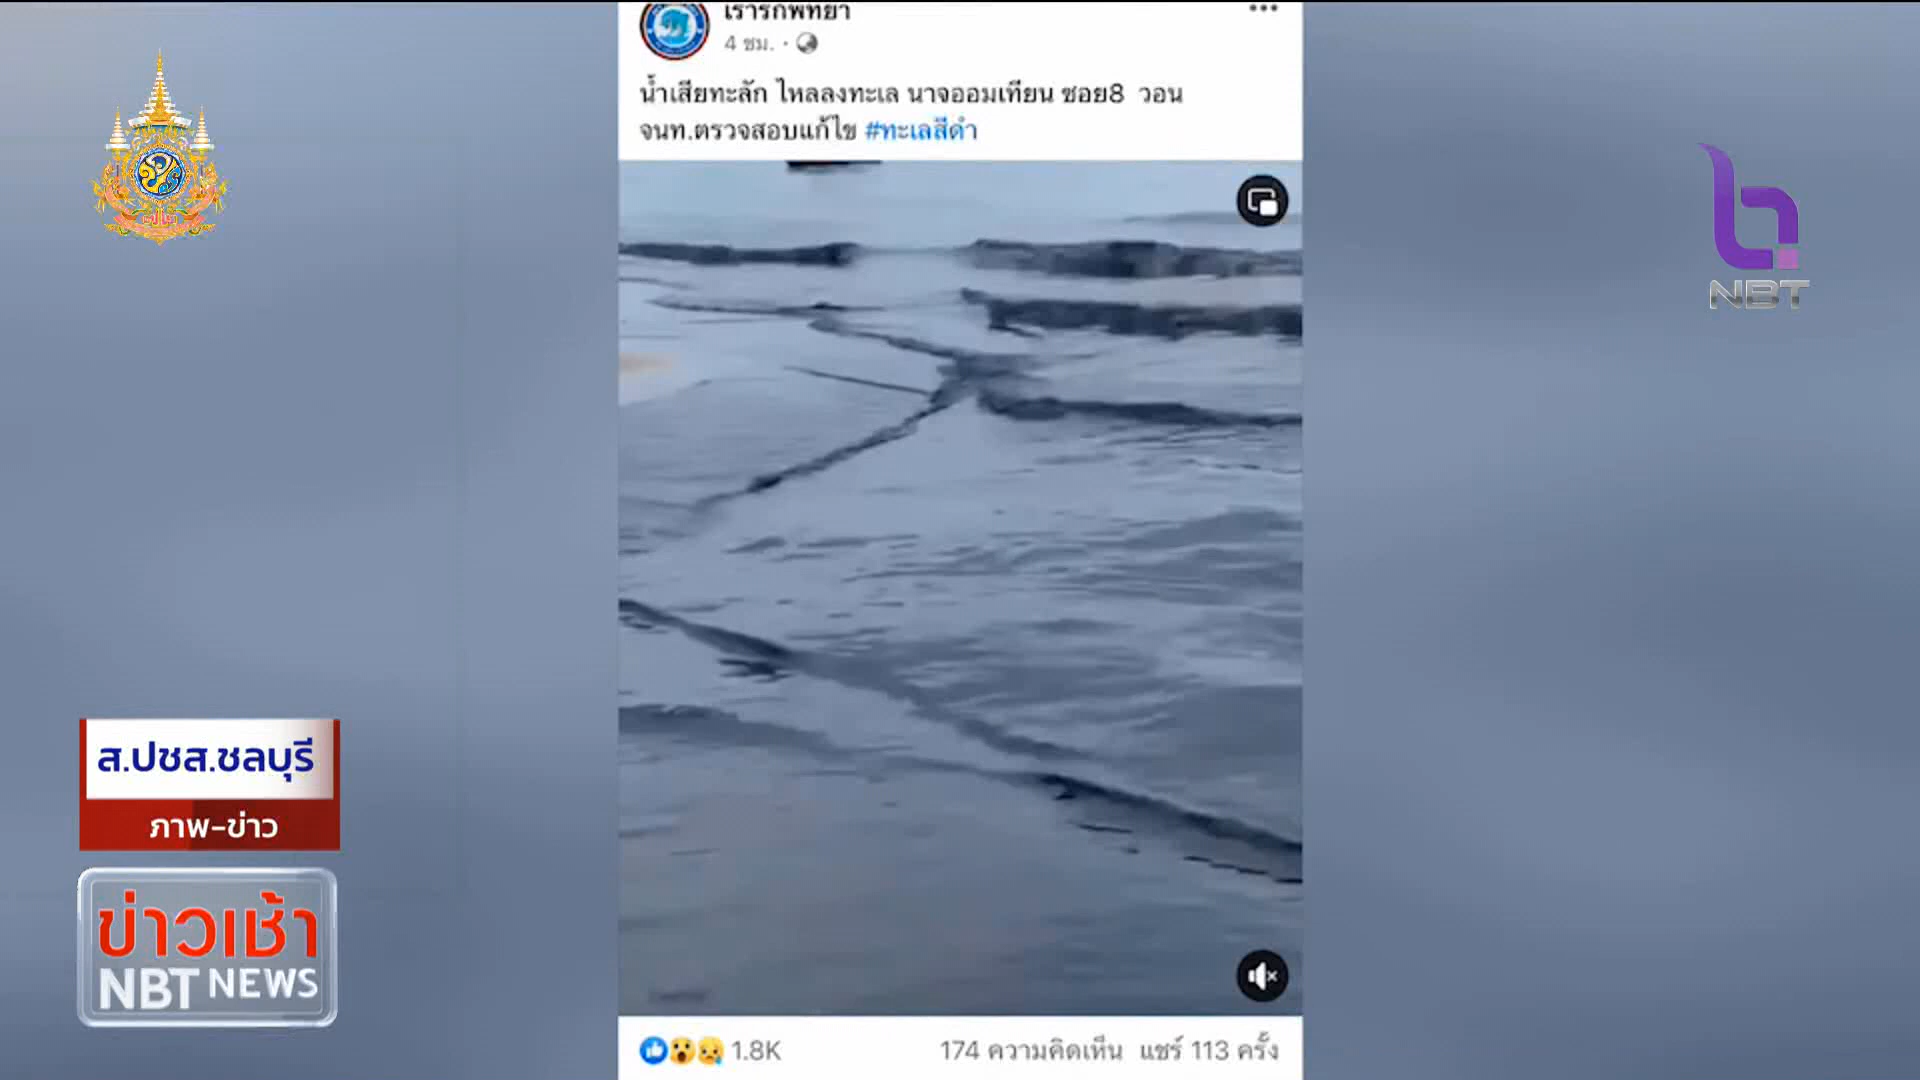 เรารักพัทยา
4 ชม.
น้ำเสียทะลัก ไหลลงทะเล นาจออมเทียน ซอย8 วอน
จนท.ตรวจสอบแก้ไข #ทะเลสีดำ
NBT
ส.ปชส.ชลบุรี
ภาพ-ข่าว
ข่าวเช้า
NBT NEWS
1.8K
174 ความคิดเห็น แชร์ 113 ครั้ง